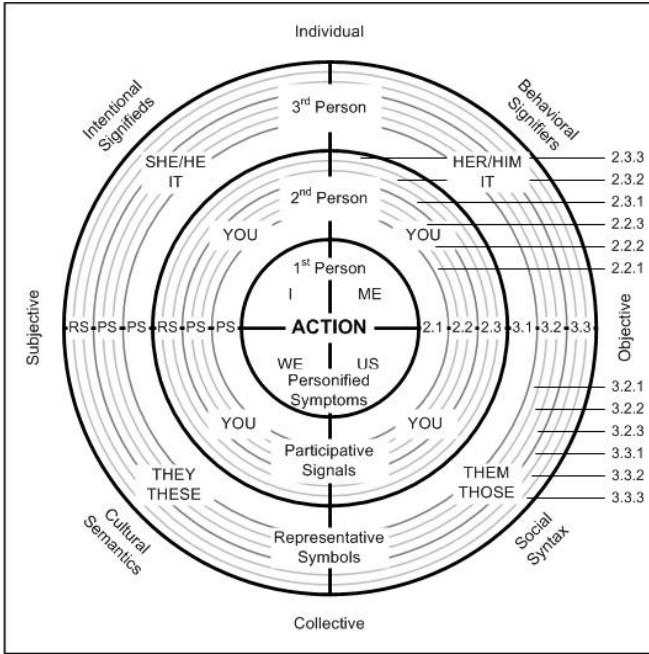 Individual
Intentional
Signifieds
Behavioral
Signifiers
3rd Person
SHE/HE
IT
HER/HIM
IT
2.3.3
2.3.2
2.3.1
2.2.3
2.2.2
2.2.1
2nd Person
YOU
YOU
1st Person
I
ME
Subjective
RS PS PS RS PS PS
ACTION
2.1 2.2 2.3 3.1 3.2 3.3
Objective
WE
US
Personified
Symptoms
3.2.1
3.2.2
3.2.3
3.3.1
3.3.2
3.3.3
YOU
YOU
Participative
Signals
THEY
THESE
THEM
THOSE
Cultural
Semantics
Social
Syntax
Representative
Symbols
Collective